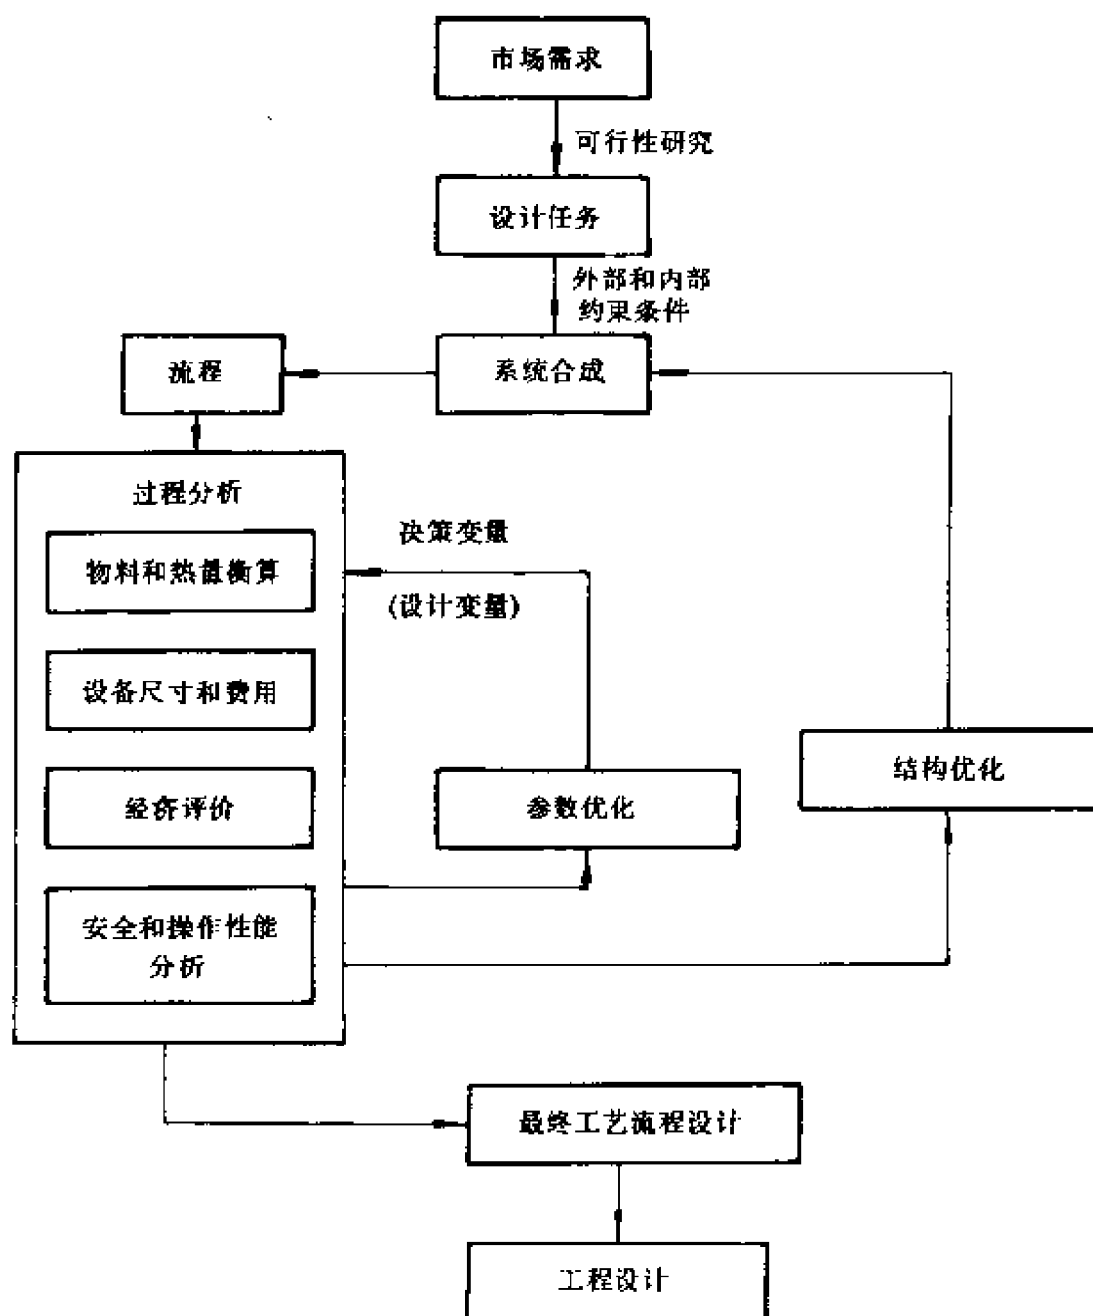 市场需求
可行性研究
设计任务
外部和内部
约束条件
流程
系统合成
过程分析
物料和热量衡算
设备尺寸和费用
经济评价
安全和操作性能
分析
决策变量
(设计变量)
参数优化
结构优化
最终工艺流程设计
工程设计